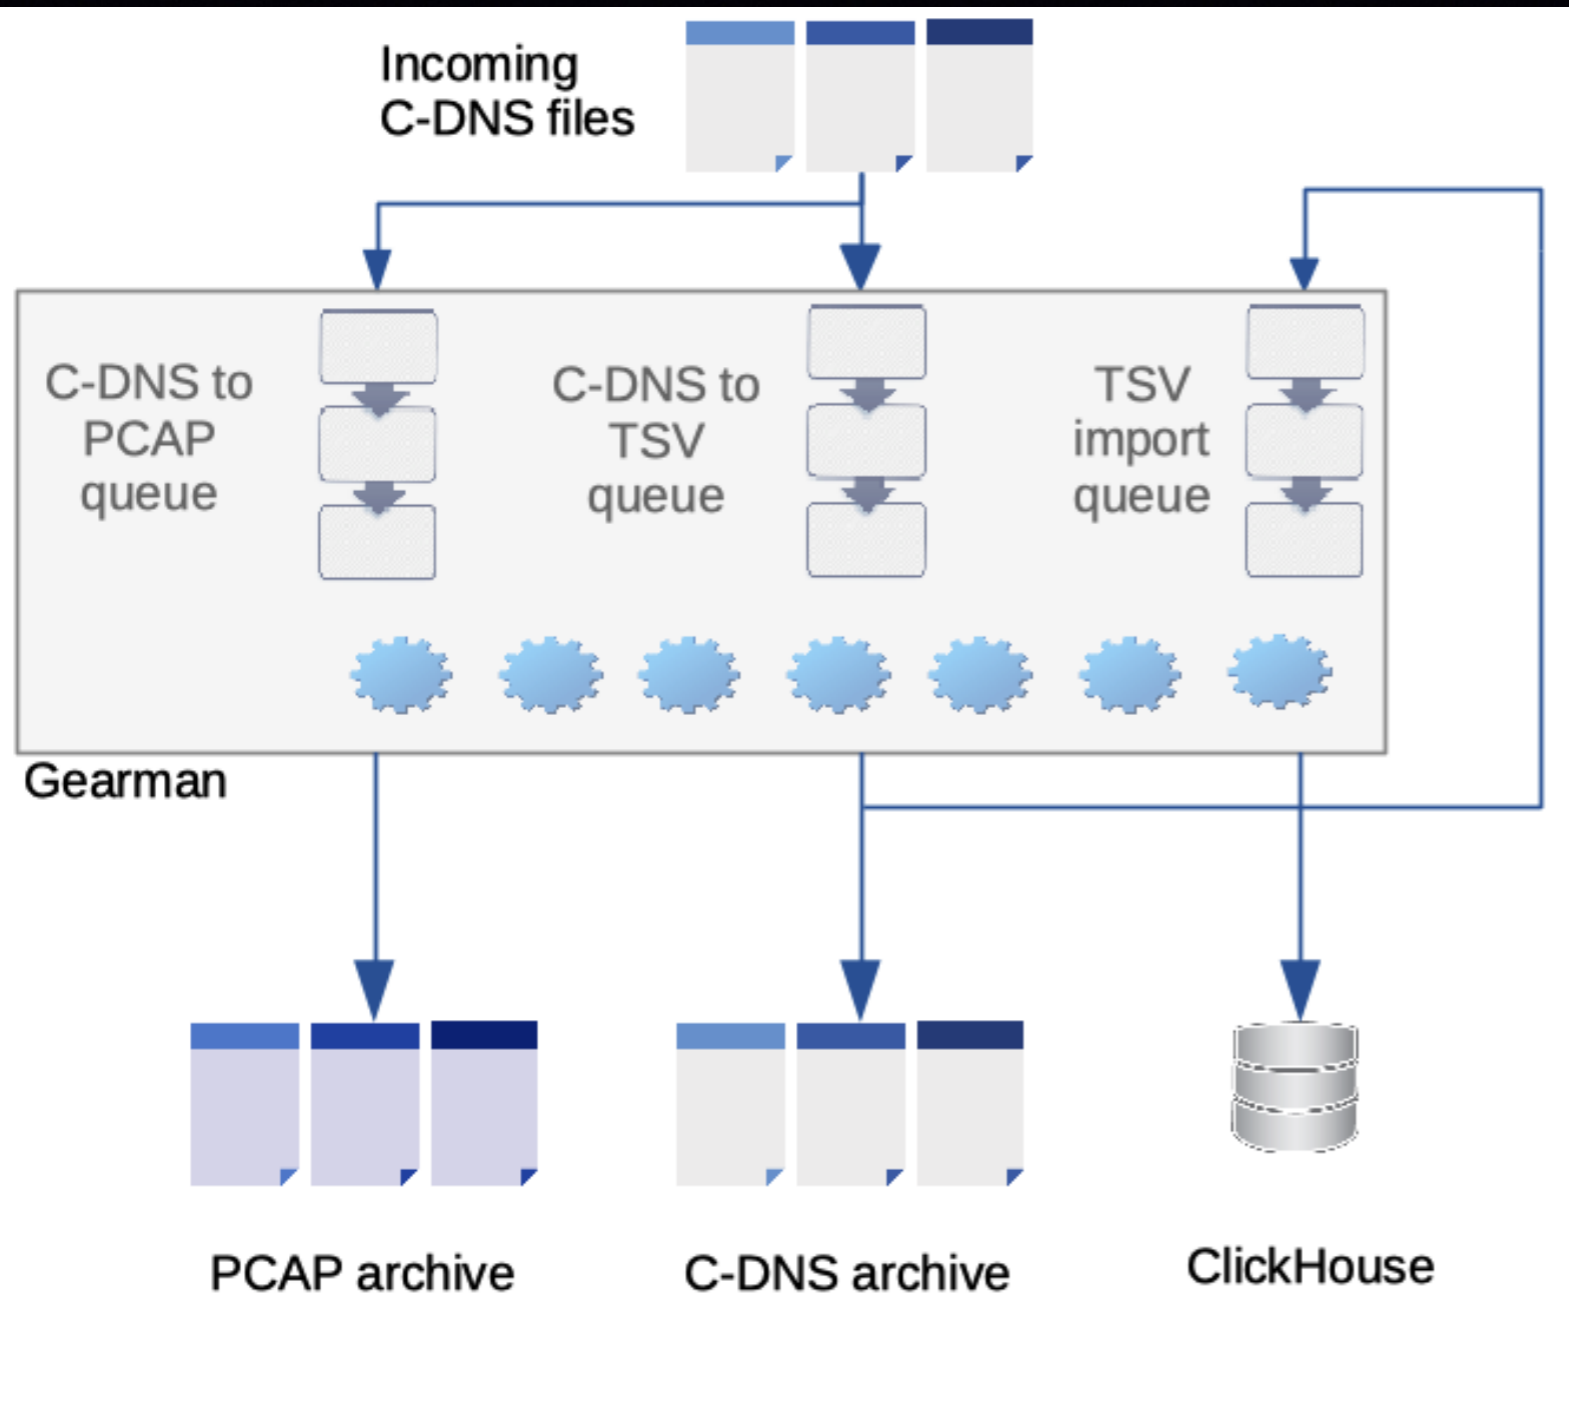 Incoming
C-DNS files
C-DNS to
PCAP
queue
C-DNS to
TSV
queue
TSV
import
queue
Gearman
PCAP archive
C-DNS archive
ClickHouse